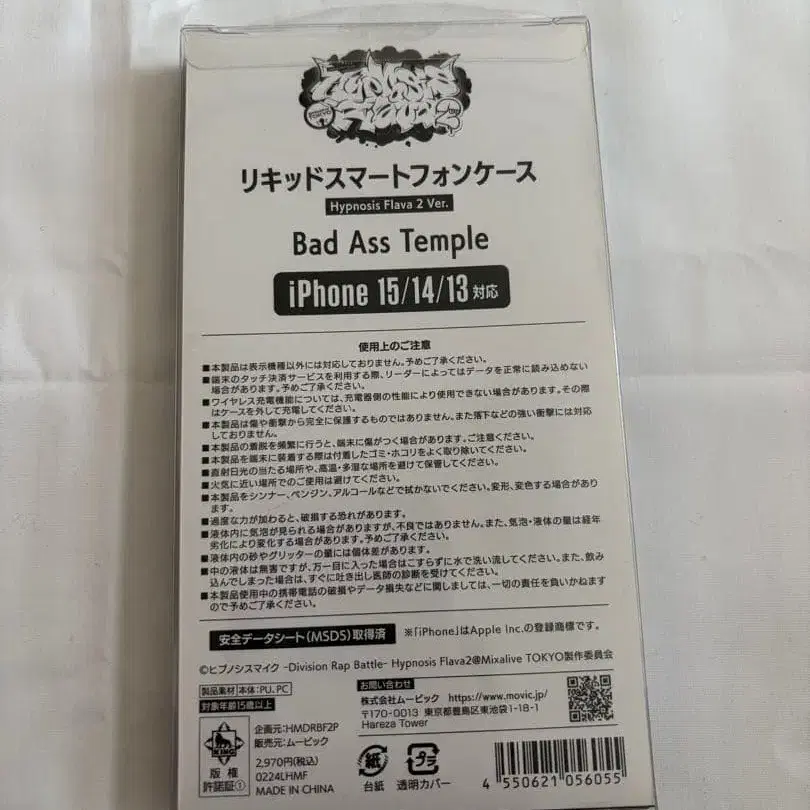 Hypnosis
Flava 2
リキッドスマートフォンケース
Hypnosis Flava 2 Ver.
Bad Ass Temple
iPhone 15/14/13対応
使用上のご注意
■本製品は表示機種以外には対応しておりません。予めご了承ください。
■端末のタッチ決済サービスを利用する際、リーダーによってはデータを正常に読み込めない
場合があります。予めご了承ください。
■ワイヤレス充電機能については、充電器側の性能により使用できない場合があります。その際
はケースを外して充電してください。
■本製品は傷や衝撃から完全に保護するものではありません。また落下などの強い衝撃には対応
しておりません。
■本製品の着脱を頻繁に行うと、端末に傷がつく場合があります。ご注意ください。
■本製品を端末に装着する際は付着したゴミ・ホコリをよく取り除いてください。
■直射日光の当たる場所や、高温・多湿な場所を避けて保管してください。
■火気に近い場所でのご使用は避けてください。
■本製品をシンナー、ベンジン、アルコールなどで拭かないでください。変形、変色する場合があり
ます。
■過度な力が加わると、破損する恐れがあります。
■液体内に気泡が見られる場合がありますが、不良ではありません。また、気泡・液体の量は経年
劣化により変化する場合があります。予めご了承ください。
■液体内の砂やグリッターの量には個体差があります。
■中の液体は無害ですが、万一目に入った場合はこすらずに水で洗い流してください。また、飲み
込んでしまった場合は、すぐに吐き出し医師の診断を受けてください。
■本製品使用中の携帯電話の破損やデータ損失などに関しましては、一切の責任を負いかねます
ので予めご了承ください。
安全データシート(MSDS)取得済 ※「iPhone」はApple Inc.の登録商標です。
©ヒプノシスマイク -Division Rap Battle- Hypnosis Flava2@Mixalive TOKYO製作委員会
製品素材 本体:PU、PC
対象年齢15歳以上
お問い合わせ
株式会社ムービック https://www.movic.jp/
〒170-0013 東京都豊島区東池袋1-18-1
Hareza Tower
KING
版権
許諾証①
企画元:HMDRBF2P
販売元:ムービック
2,970円(税込)
0224LHMF
MADE IN CHINA
紙
台紙
プラ
透明カバー
4 550621 056055